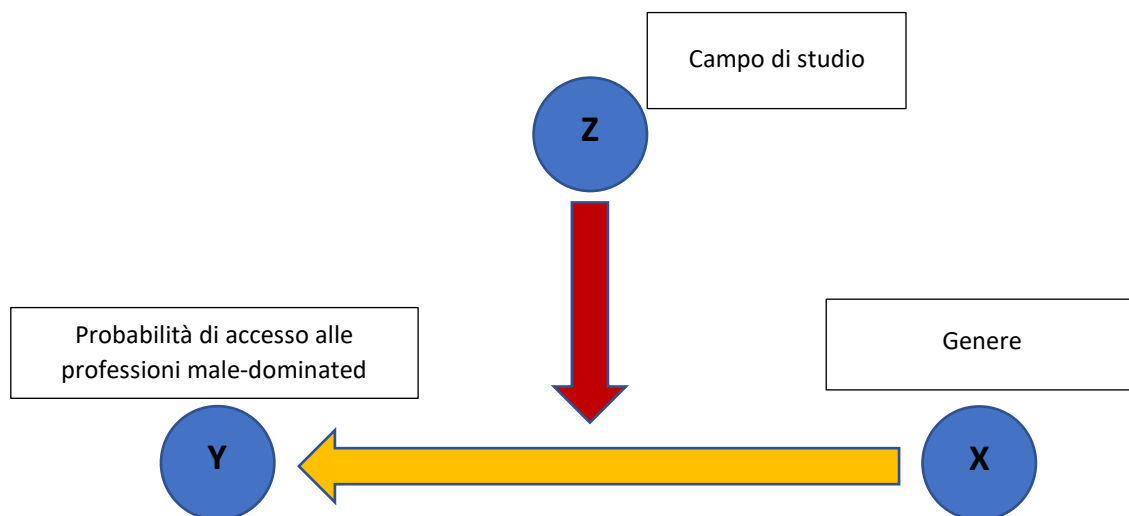 Campo di studio
Z
Probabilità di accesso alle
professioni male-dominated
Genere
Y
X